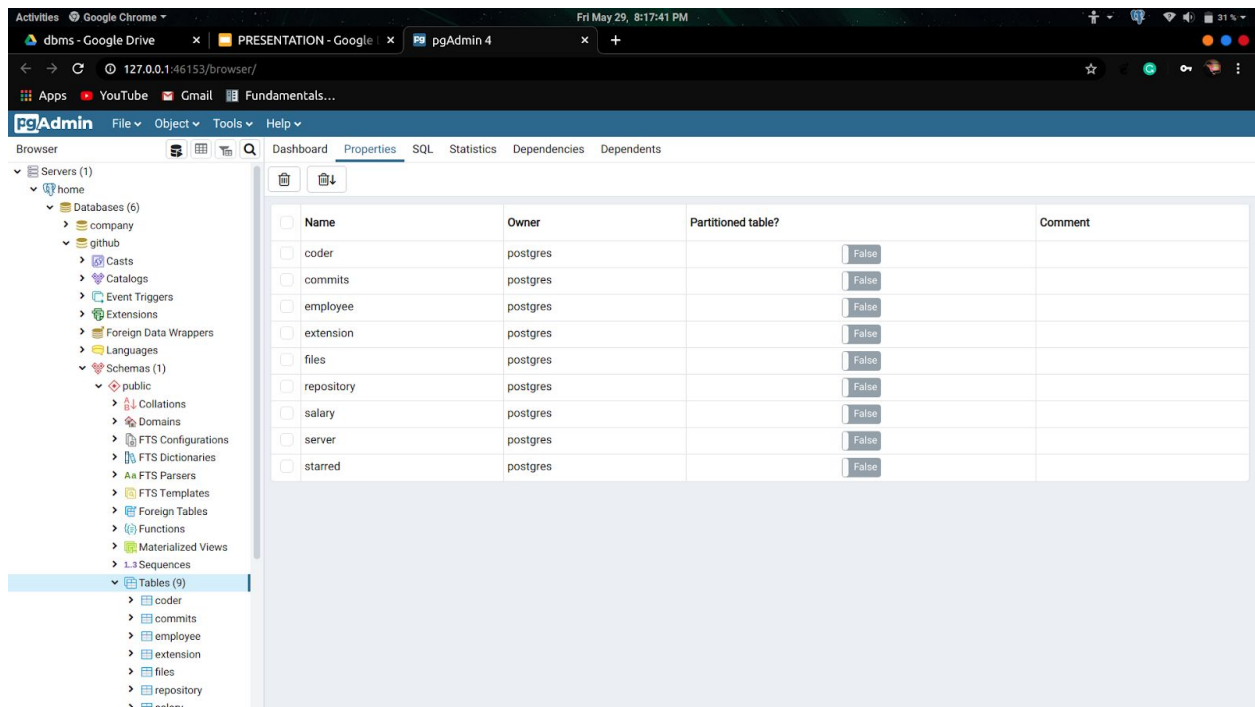 Activities Google Chrome Fri May 29, 8:17:41 PM 31 %
dbms - Google Drive PRESENTATION - Google pgAdmin 4
127.0.0.1:46153/browser/
Apps YouTube Gmail Fundamentals...
pgAdmin File Object Tools Help
Browser Dashboard Properties SQL Statistics Dependencies Dependents
Servers (1)
home
Databases (6)
company
github
Casts
Catalogs
Event Triggers
Extensions
Foreign Data Wrappers
Languages
Schemas (1)
public
Collations
Domains
FTS Configurations
FTS Dictionaries
FTS Parsers
FTS Templates
Foreign Tables
Functions
Materialized Views
1..3 Sequences
Tables (9)
coder
commits
employee
extension
files
repository
salary
Name Owner Partitioned table? Comment
coder postgres False
commits postgres False
employee postgres False
extension postgres False
files postgres False
repository postgres False
salary postgres False
server postgres False
starred postgres False